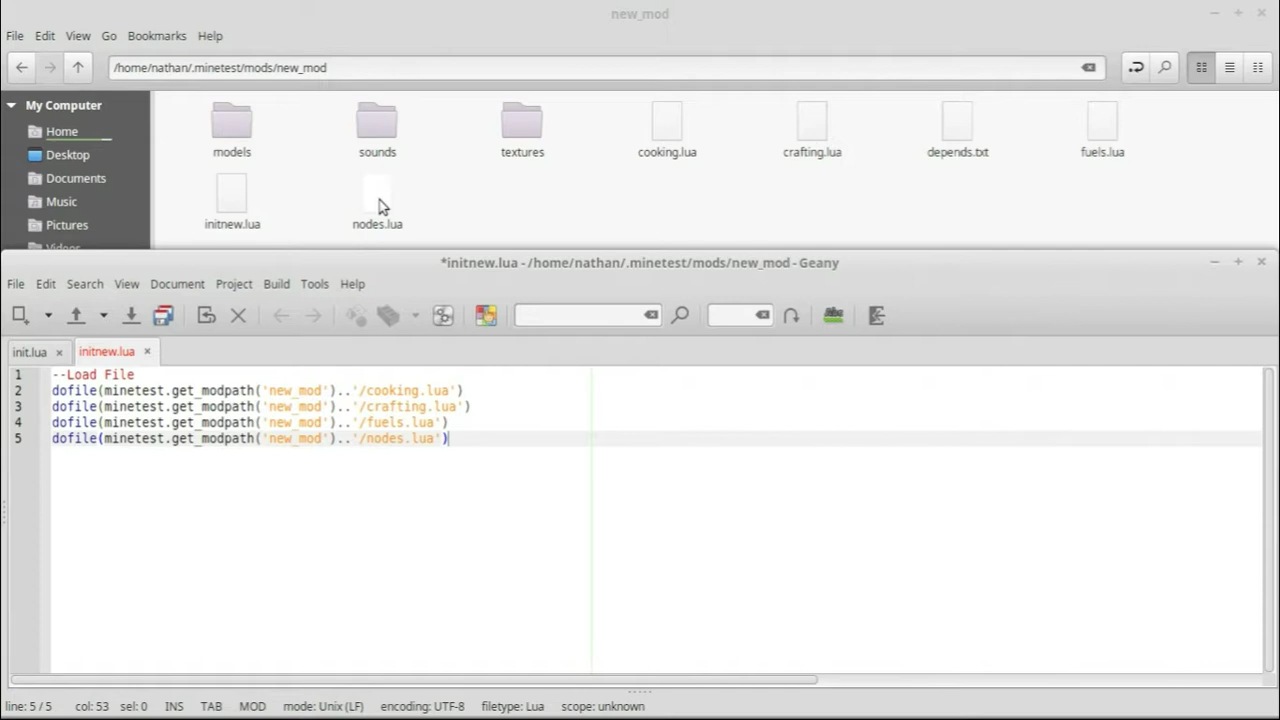 new_mod
File Edit View Go Bookmarks Help
/home/nathan/.minetest/mods/new_mod
My Computer
Home
Desktop
Documents
Music
Pictures
Videos
models sounds textures cooking.lua crafting.lua depends.txt fuels.lua
initnew.lua nodes.lua
*initnew.lua - /home/nathan/.minetest/mods/new_mod - Geany
File Edit Search View Document Project Build Tools Help
Abc
init.lua × initnew.lua ×
1 --Load File
2 dofile(minetest.get_modpath('new_mod')..'/cooking.lua')
3 dofile(minetest.get_modpath('new_mod')..'/crafting.lua')
4 dofile(minetest.get_modpath('new_mod')..'/fuels.lua')
5 dofile(minetest.get_modpath('new_mod')..'/nodes.lua')
line: 5 / 5 col: 53 sel: 0 INS TAB MOD mode: Unix (LF) encoding: UTF-8 filetype: Lua scope: unknown